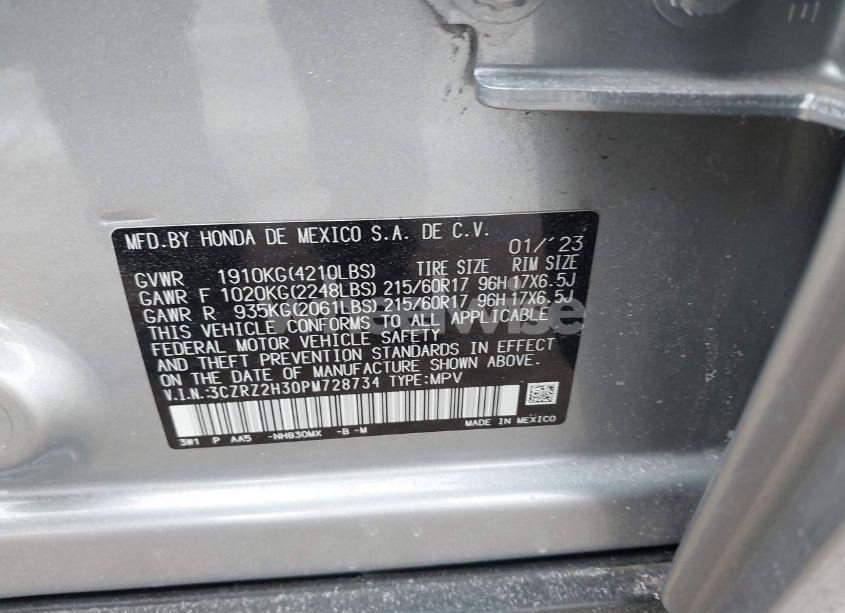 MFD.BY HONDA DE MEXICO S.A. DE C.V. 01/'23
GVWR 1910KG(4210LBS) TIRE SIZE RIM SIZE
GAWR F 1020KG(2248LBS) 215/60R17 96H 17X6.5J
GAWR R 935KG(2061LBS) 215/60R17 96H 17X6.5J
THIS VEHICLE CONFORMS TO ALL APPLICABLE
FEDERAL MOTOR VEHICLE SAFETY
AND THEFT PREVENTION STANDARDS IN EFFECT
ON THE DATE OF MANUFACTURE SHOWN ABOVE.
V.I.N.:3CZRZ2H30PM728734 TYPE:MPV
3W1 P AA5 -NH830MX -B -M MADE IN MEXICO